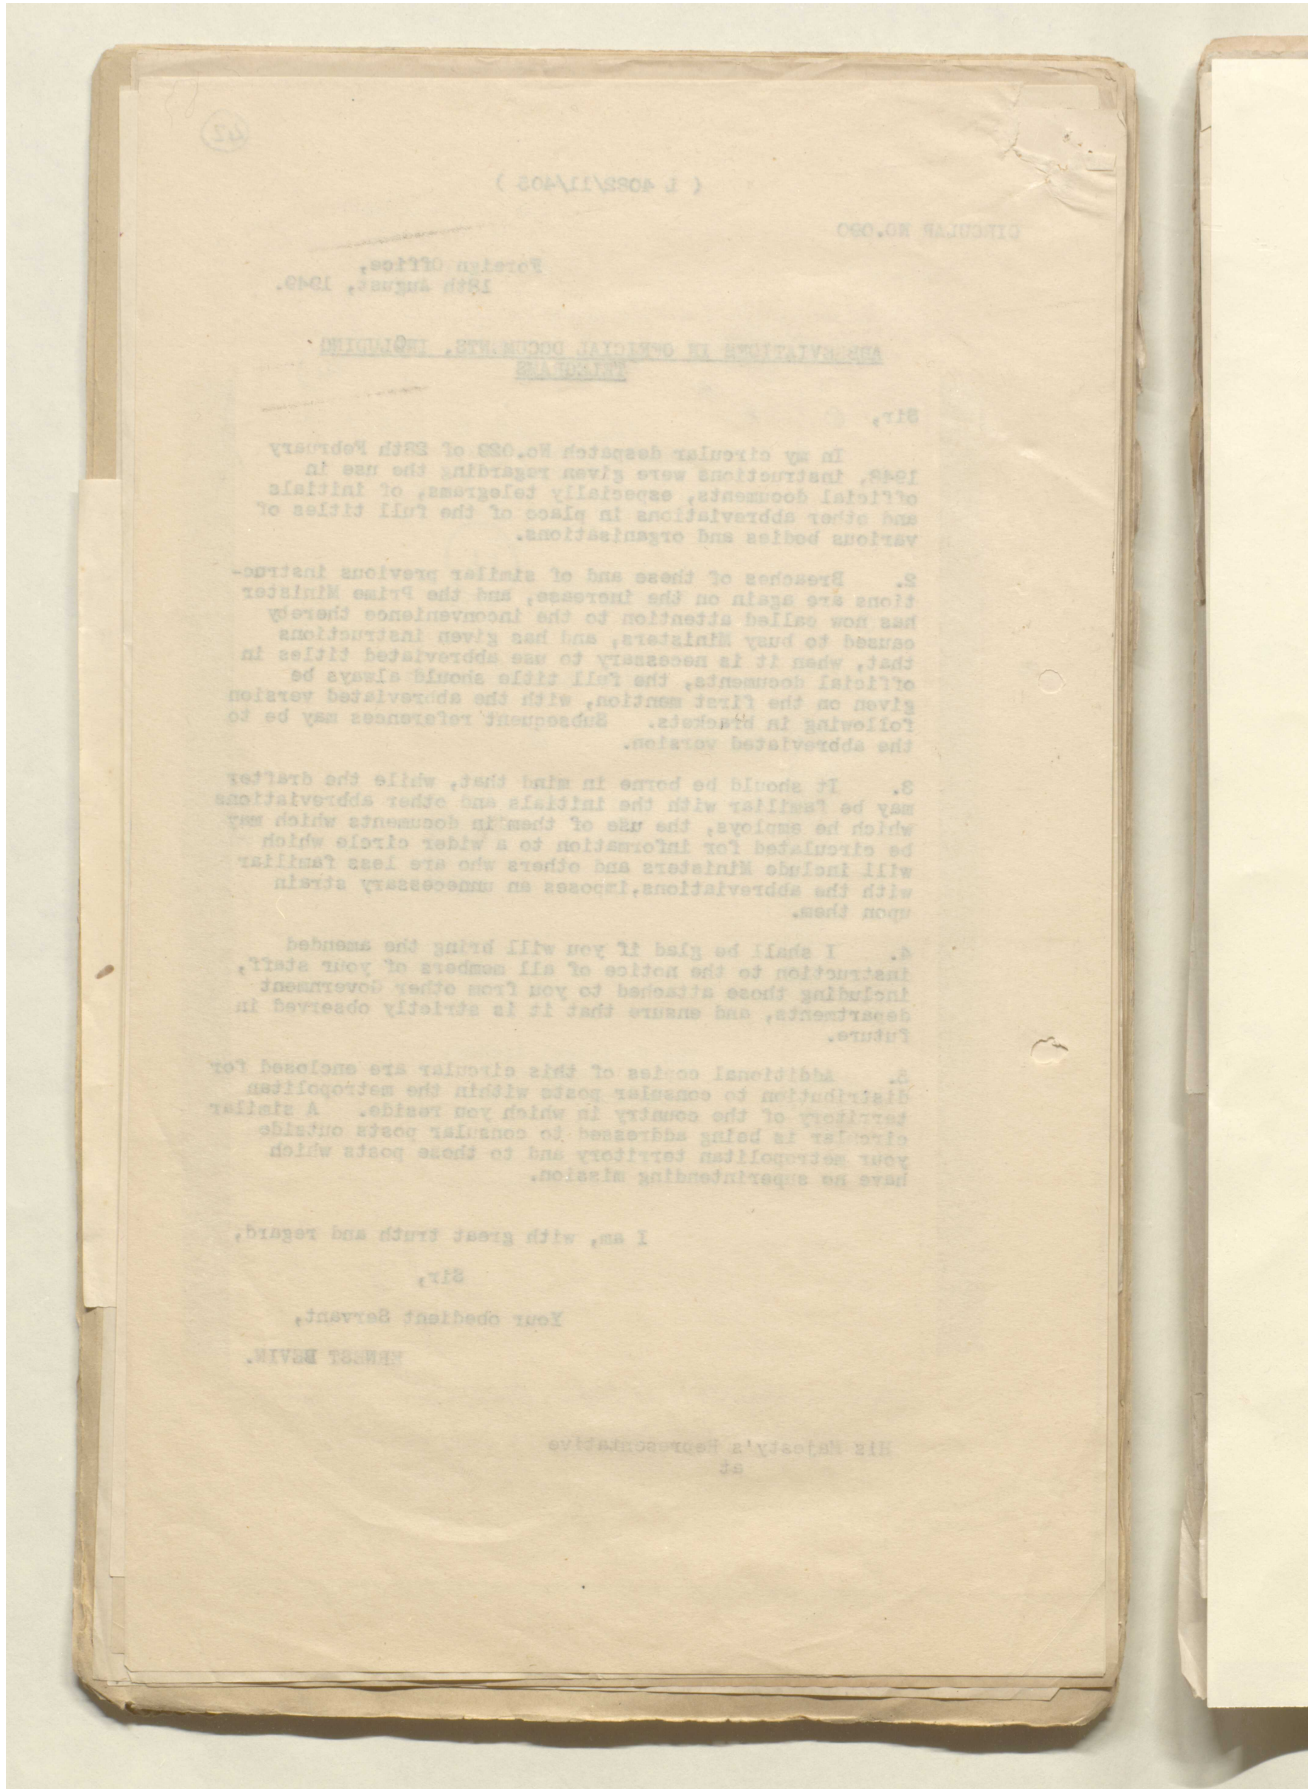 42
( L 4082/11/405 )
CIRCULAR NO.090
Foreign Office,
18th August, 1949.
ABBREVIATIONS IN OFFICIAL DOCUMENTS, INCLUDING
TELEGRAMS
Sir,
In my circular despatch No.029 of 28th February
1948, instructions were given regarding the use in
official documents, especially telegrams, of initials
and other abbreviations in place of the full titles of
various bodies and organisations.
2. Breaches of these and of similar previous instruc-
tions are again on the increase, and the Prime Minister
has now called attention to the inconvenience thereby
caused to busy Ministers, and has given instructions
that, when it is necessary to use abbreviated titles in
official documents, the full title should always be
given on the first mention, with the abbreviated version
following in brackets. Subsequent references may be to
the abbreviated version.
3. It should be borne in mind that, while the drafter
may be familiar with the initials and other abbreviations
which he employs, the use of them in documents which may
be circulated for information to a wider circle which
will include Ministers and others who are less familiar
with the abbreviations,imposes an unnecessary strain
upon them.
4. I shall be glad if you will bring the amended
instruction to the notice of all members of your staff,
including those attached to you from other Government
departments, and ensure that it is strictly observed in
future.
5. Additional copies of this circular are enclosed for
distribution to consular posts within the metropolitan
territory of the country in which you reside. A similar
circular is being addressed to consular posts outside
your metropolitan territory and to those posts which
have no superintending mission.
I am, with great truth and regard,
Sir,
Your obedient Servant,
ERNEST BEVIN.
His Majesty's Representative
at